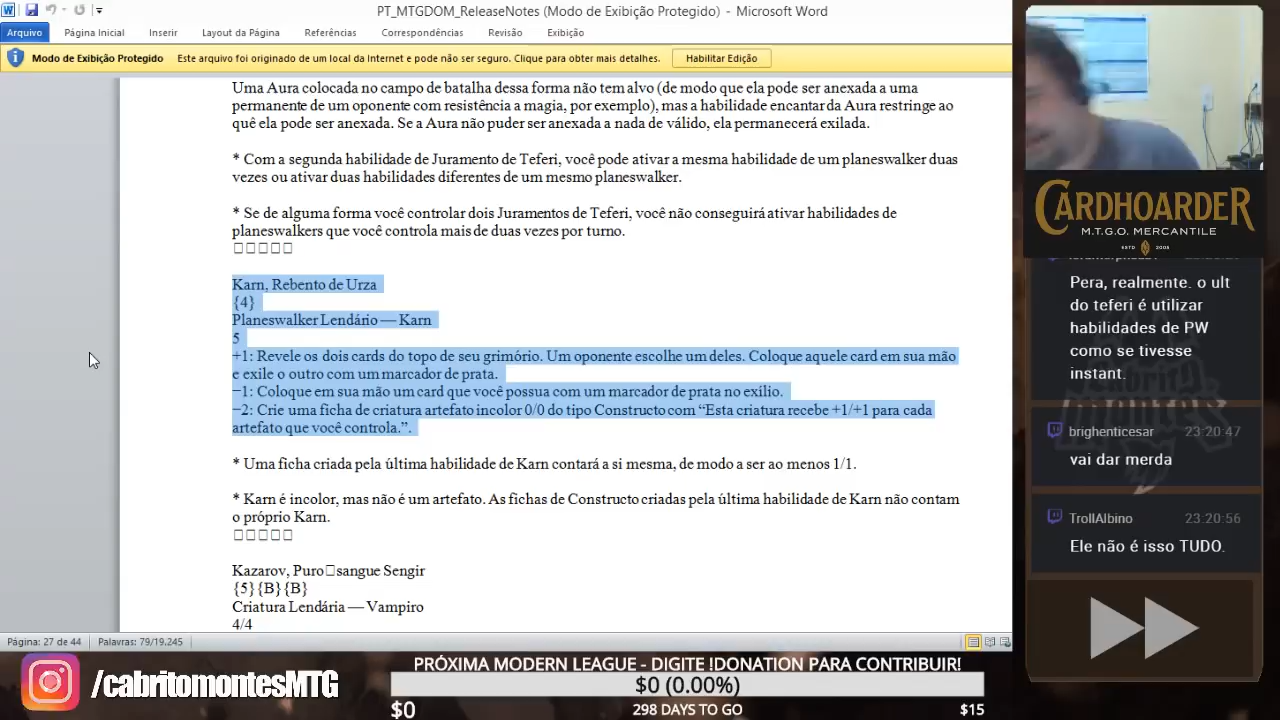 PT_MTGDOM_ReleaseNotes (Modo de Exibição Protegido) - Microsoft Word
Arquivo Página Inicial Inserir Layout da Página Referências Correspondências Revisão Exibição
Modo de Exibição Protegido Este arquivo foi originado de um local da Internet e pode não ser seguro. Clique para obter mais detalhes. Habilitar Edição
Uma Aura colocada no campo de batalha dessa forma não tem alvo (de modo que ela pode ser anexada a uma
permanente de um oponente com resistência a magia, por exemplo), mas a habilidade encantar da Aura restringe ao
quê ela pode ser anexada. Se a Aura não puder ser anexada a nada de válido, ela permanecerá exilada.
* Com a segunda habilidade de Juramento de Teferi, você pode ativar a mesma habilidade de um planeswalker duas
vezes ou ativar duas habilidades diferentes de um mesmo planeswalker.
* Se de alguma forma você controlar dois Juramentos de Teferi, você não conseguirá ativar habilidades de
planeswalkers que você controla mais de duas vezes por turno.
Karn, Rebento de Urza
{4}
Planeswalker Lendário — Karn
5
+1: Revele os dois cards do topo de seu grimório. Um oponente escolhe um deles. Coloque aquele card em sua mão
e exile o outro com um marcador de prata.
−1: Coloque em sua mão um card que você possua com um marcador de prata no exílio.
−2: Crie uma ficha de criatura artefato incolor 0/0 do tipo Constructo com “Esta criatura recebe +1/+1 para cada
artefato que você controla.”.
* Uma ficha criada pela última habilidade de Karn contará a si mesma, de modo a ser ao menos 1/1.
* Karn é incolor, mas não é um artefato. As fichas de Constructo criadas pela última habilidade de Karn não contam
o próprio Karn.
Kazarov, Puro□sangue Sengir
{5}{B}{B}
Criatura Lendária — Vampiro
4/4
Página: 27 de 44 Palavras: 79/19.245
CARDHOARDER
M.T.G.O. MERCANTILE
ESTD 2005
Pera, realmente. o ult
do teferi é utilizar
habilidades de PW
como se tivesse
instant.
brighenticesar 23:20:47
vai dar merda
TrollAlbino 23:20:56
Ele não é isso TUDO.
/cabritomontesMTG
PRÓXIMA MODERN LEAGUE - DIGITE !DONATION PARA CONTRIBUIR!
$0 (0.00%)
$0 298 DAYS TO GO $15